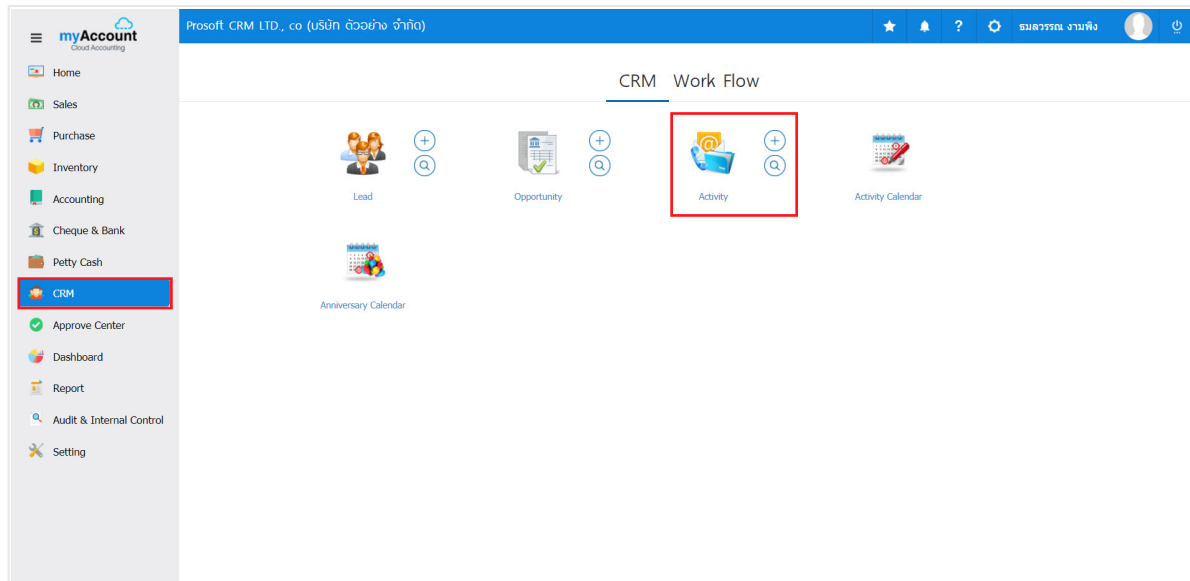 myAccount
Cloud Accounting
Prosoft CRM LTD., co (บริษัท ตัวอย่าง จำกัด)
?
ธมลวรรณ งามพิง
Home
Sales
Purchase
Inventory
Accounting
Cheque & Bank
Petty Cash
CRM
Approve Center
Dashboard
Report
Audit & Internal Control
Setting
CRM Work Flow
Lead
Opportunity
Activity
Activity Calendar
Anniversary Calendar